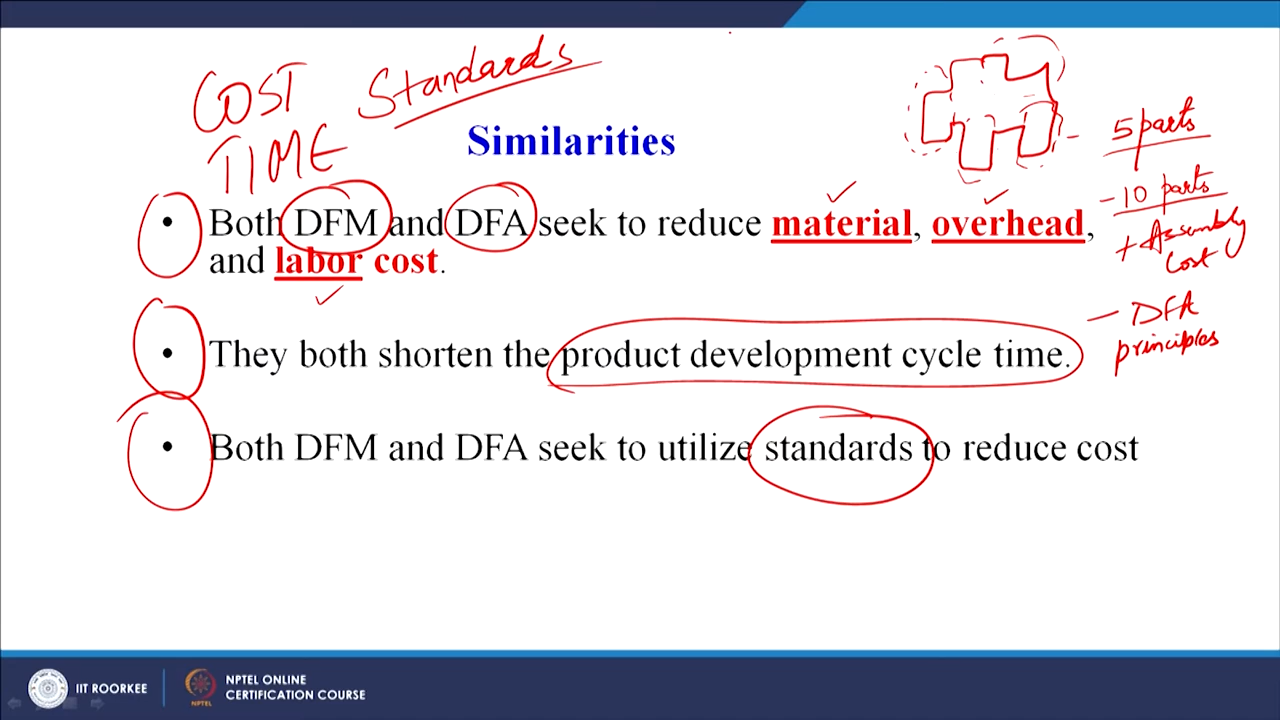 COST
Standards
TIME
Similarities
5 parts
- 10 parts
+ Assembly
Cost
- DFA
principles
• Both DFM and DFA seek to reduce material, overhead,
and labor cost.
• They both shorten the product development cycle time.
• Both DFM and DFA seek to utilize standards to reduce cost
IIT ROORKEE
NPTEL
NPTEL ONLINE
CERTIFICATION COURSE